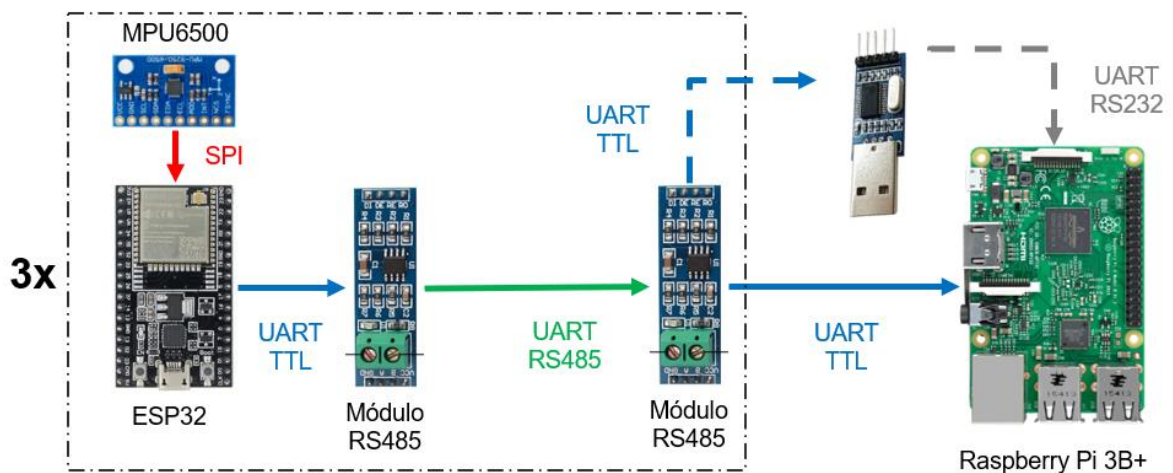 MPU6500
SPI
3x
ESP32
UART
TTL
Módulo
RS485
UART
RS485
Módulo
RS485
UART
TTL
UART
TTL
UART
RS232
HDMI
Raspberry Pi 3B+